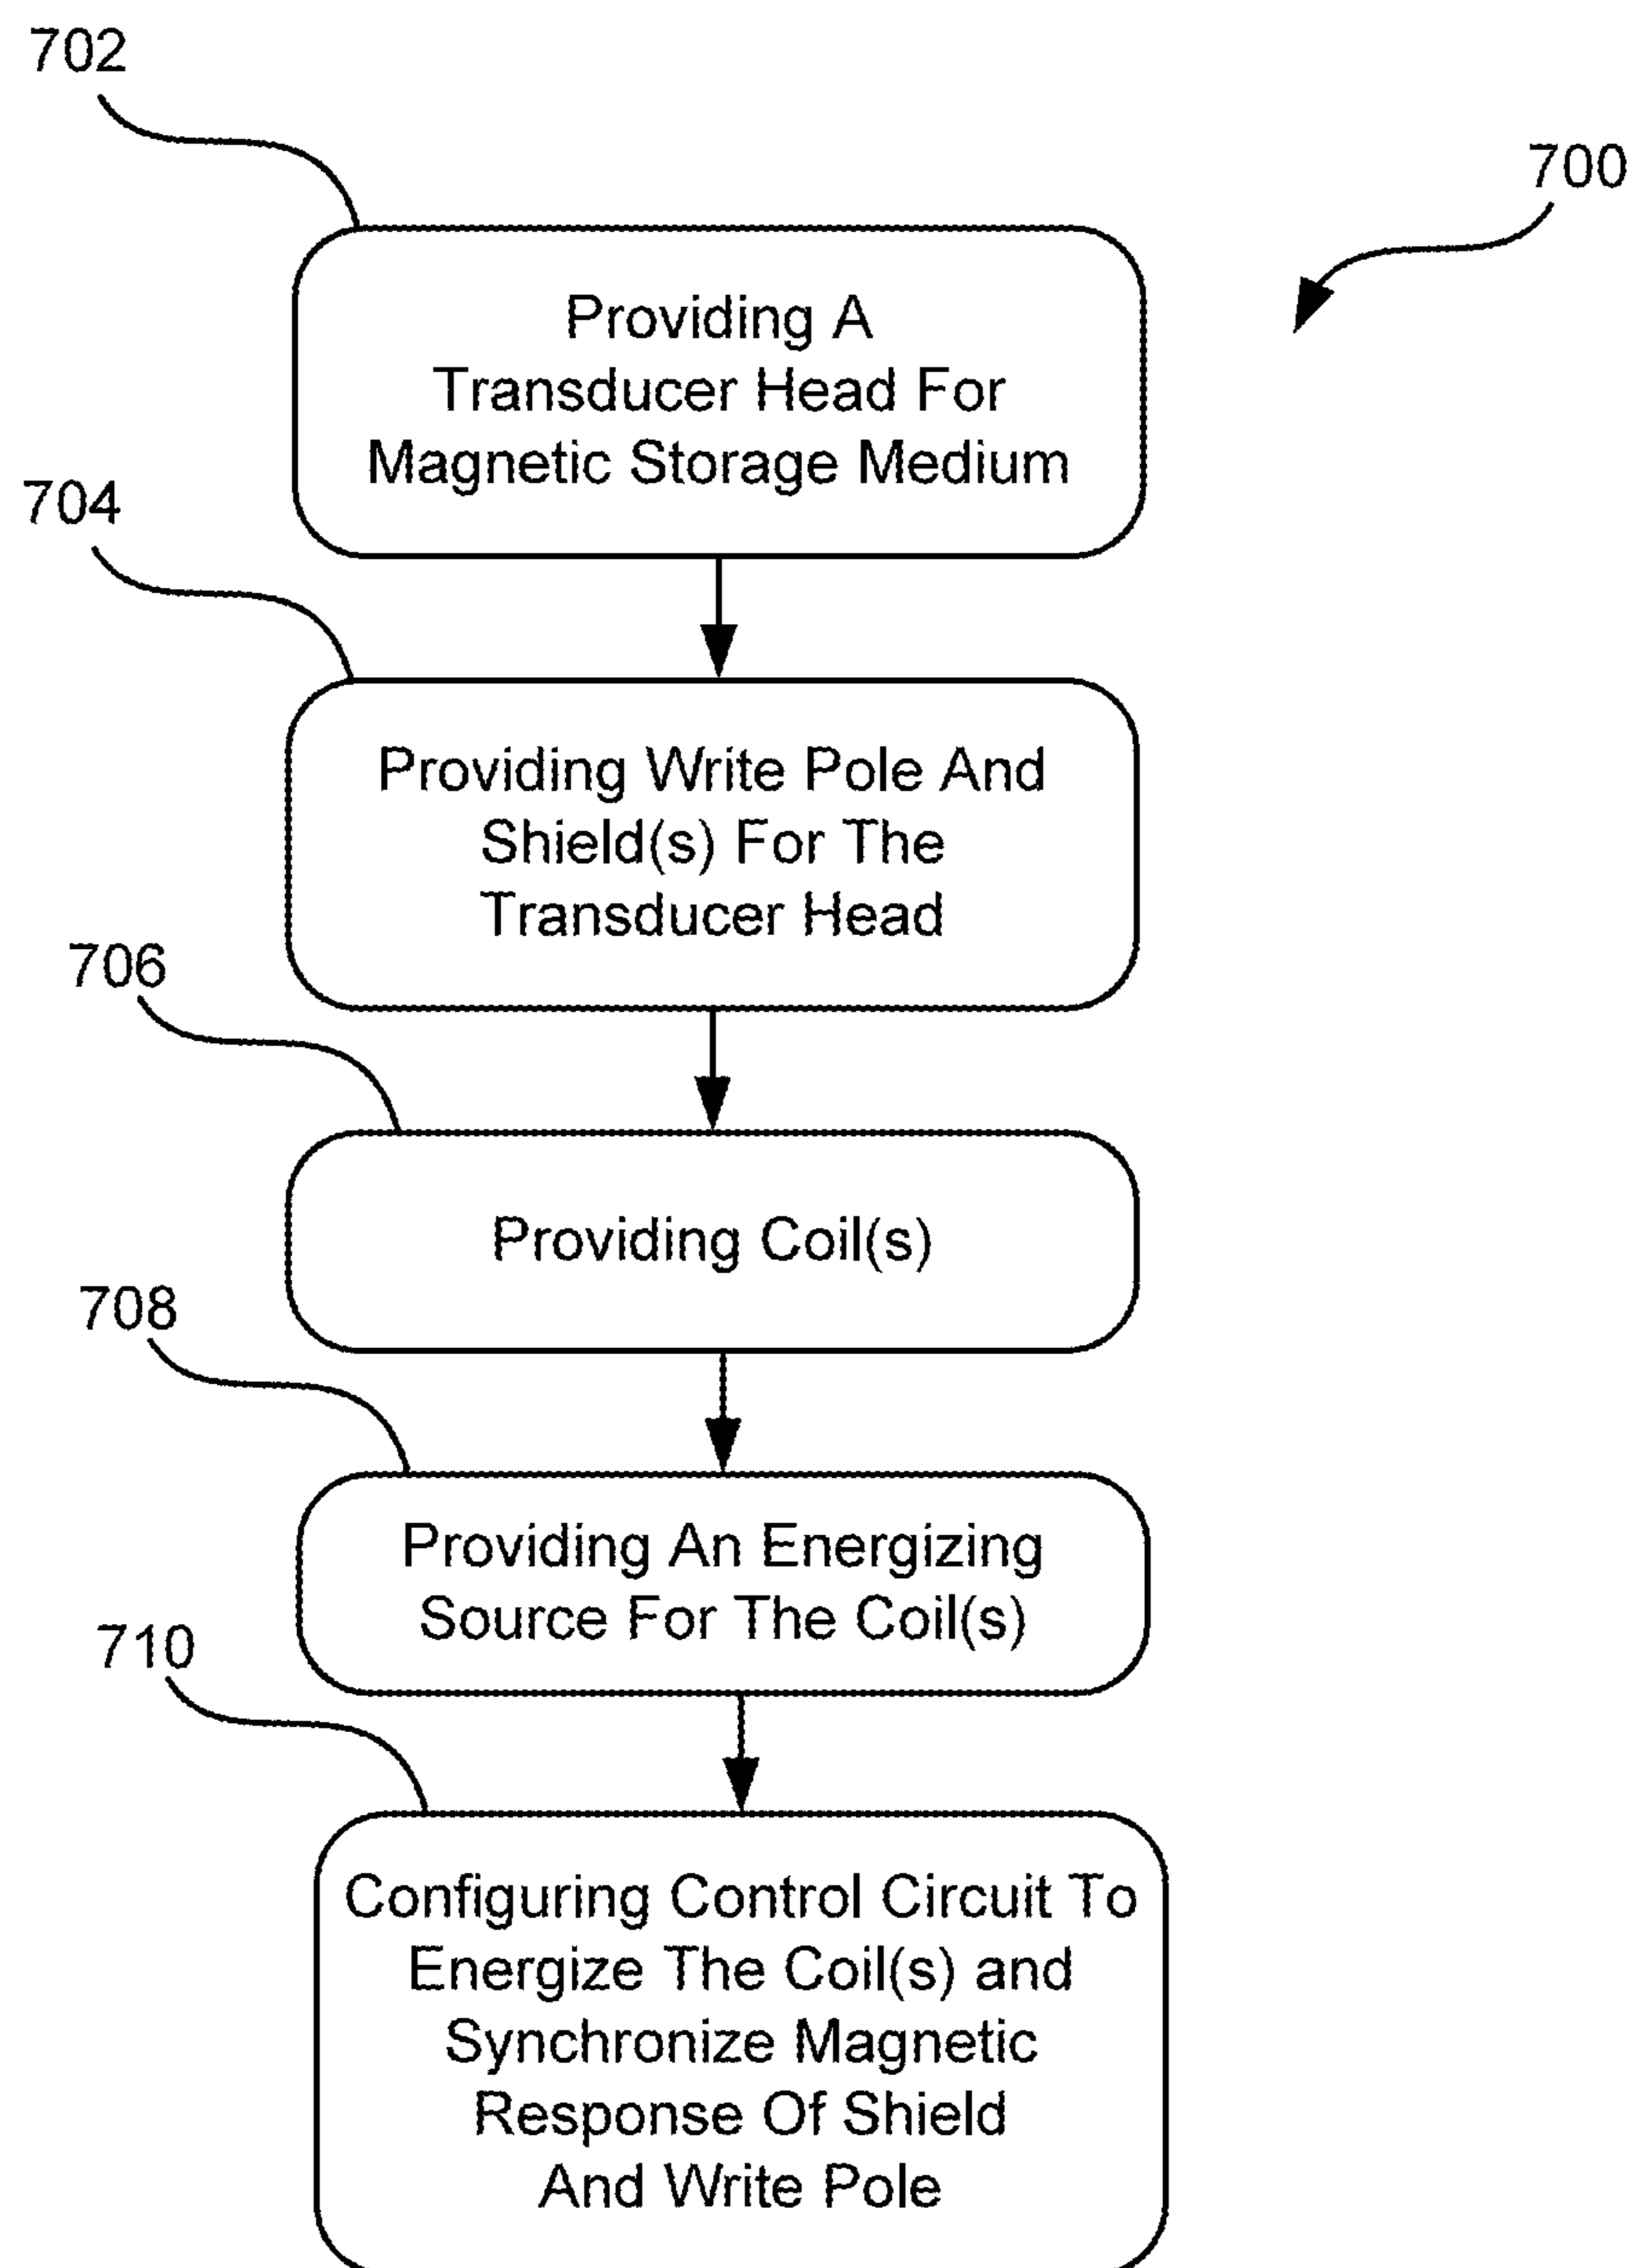 702
700
Providing A
Transducer Head For
Magnetic Storage Medium
704
Providing Write Pole And
Shield(s) For The
Transducer Head
706
Providing Coil(s)
708
Providing An Energizing
Source For The Coil(s)
710
Configuring Control Circuit To
Energize The Coil(s) and
Synchronize Magnetic
Response Of Shield
And Write Pole